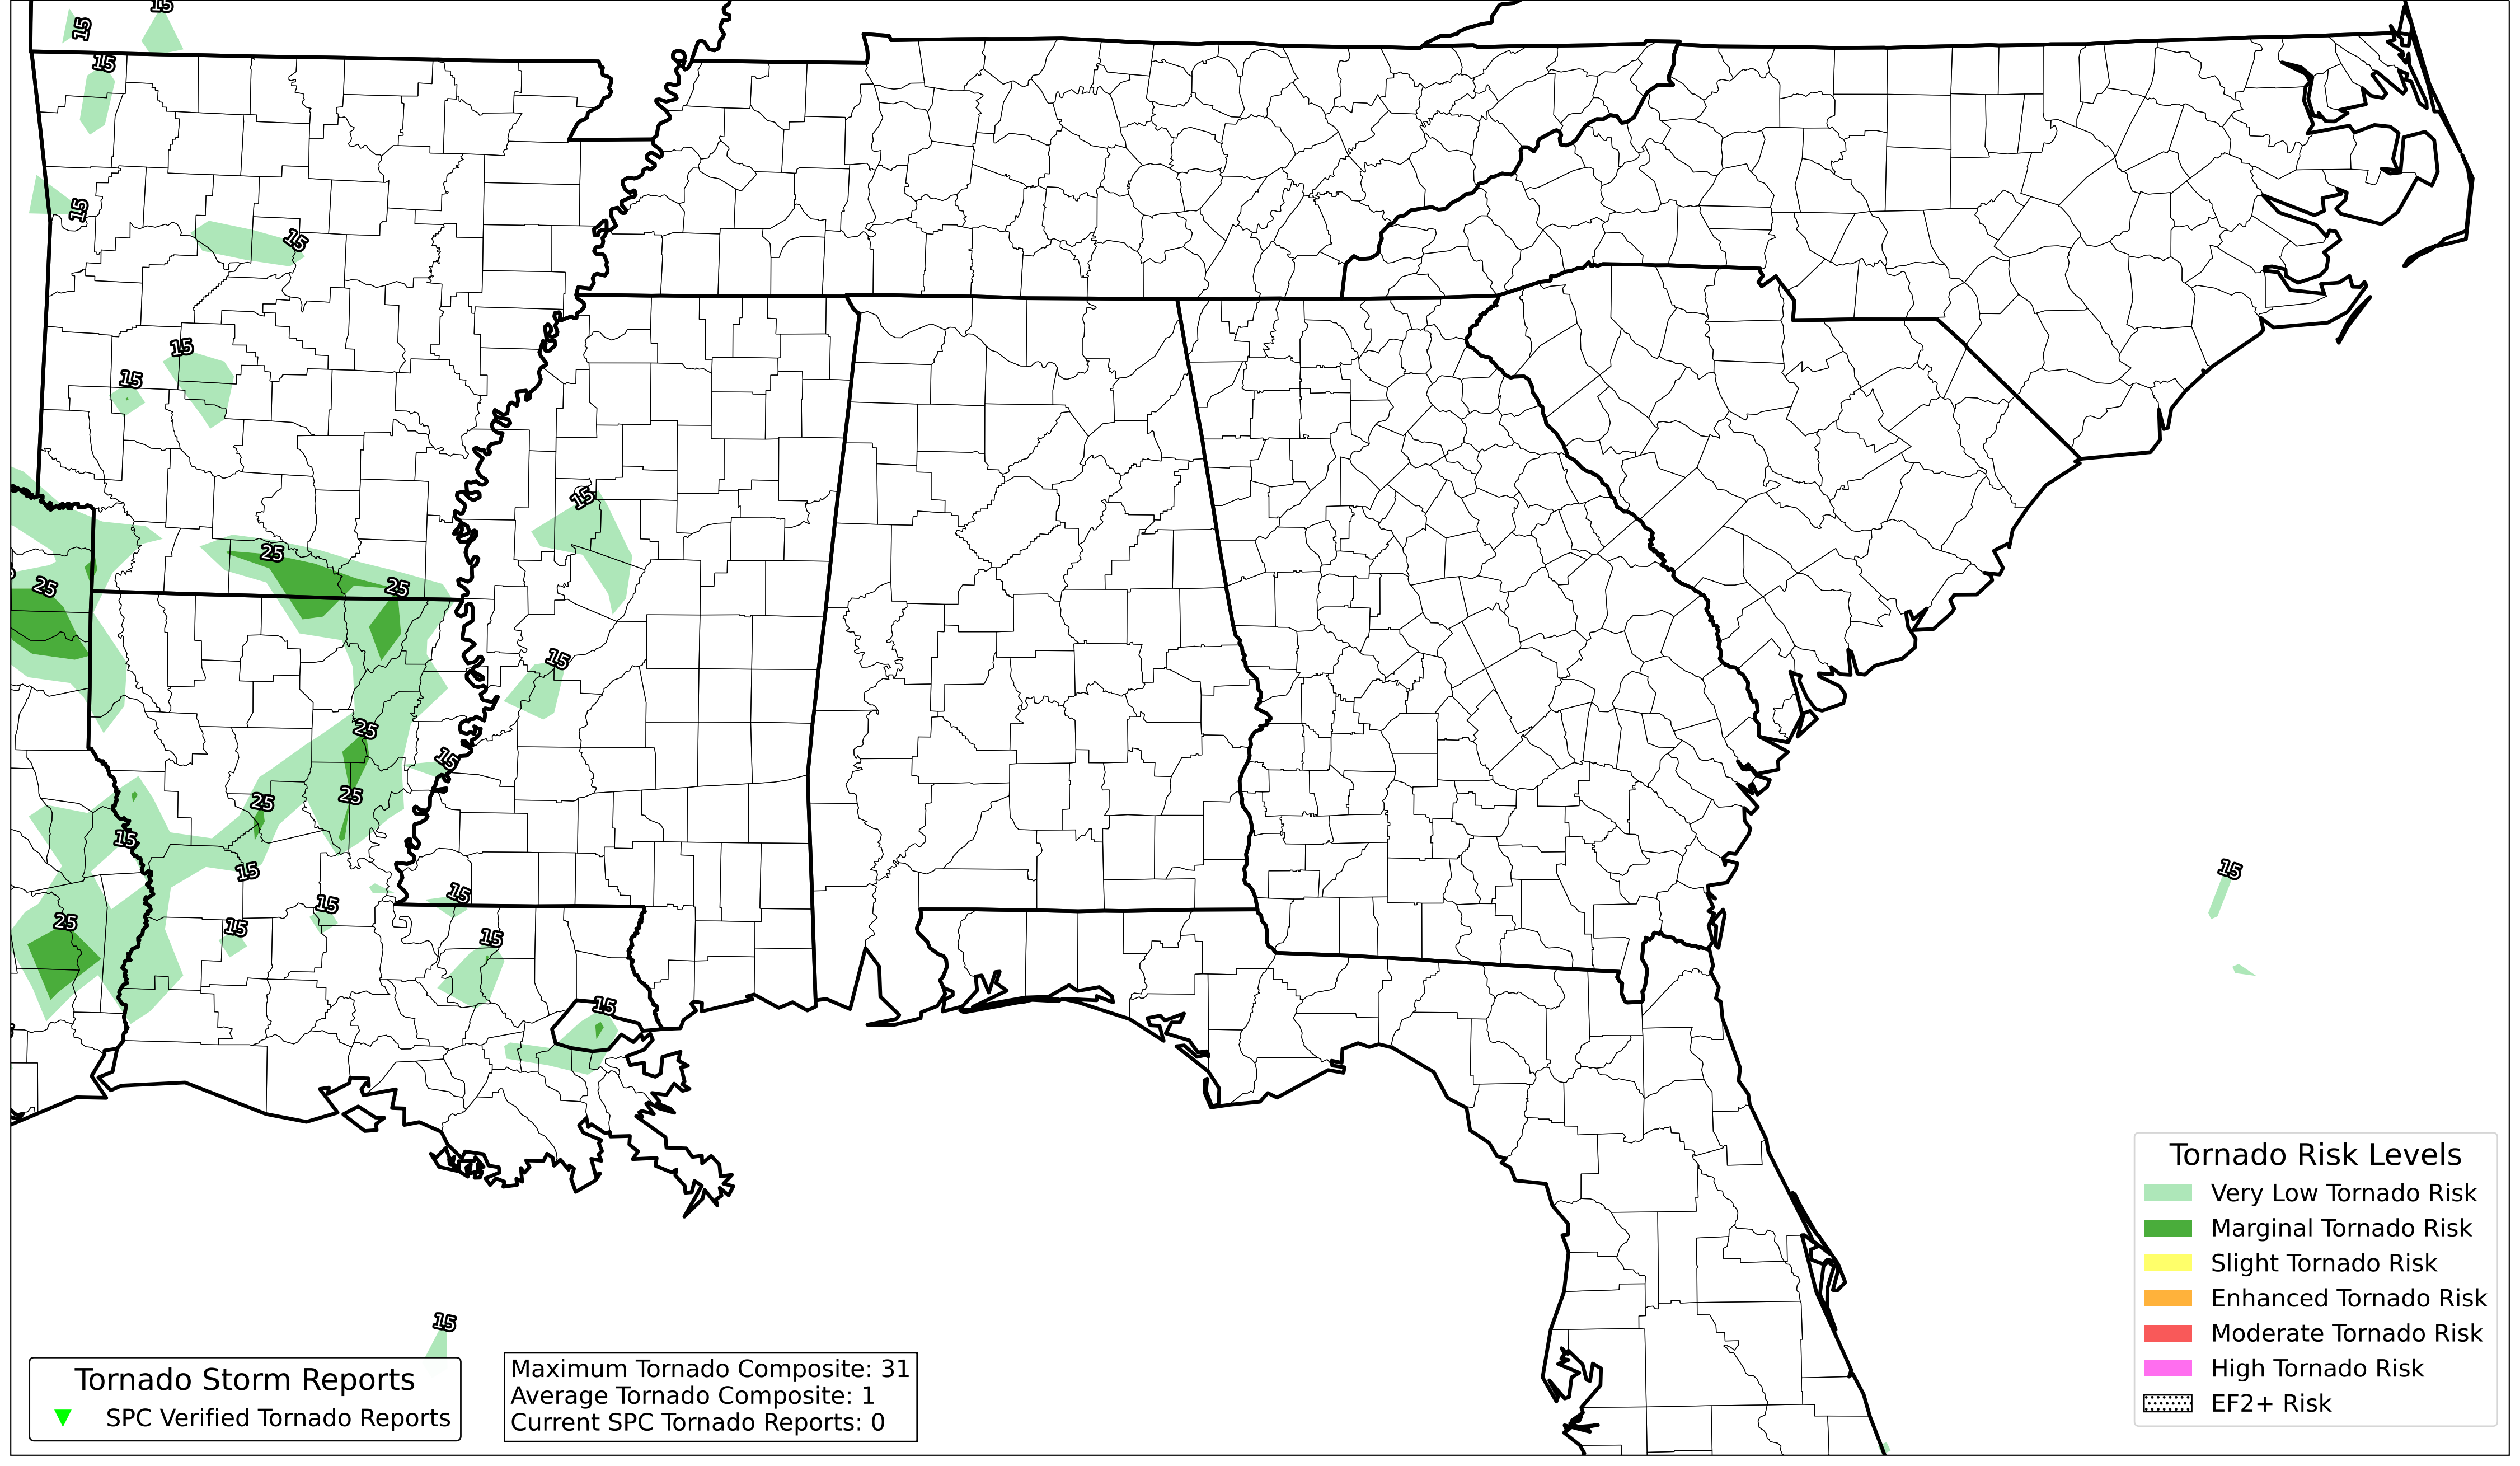 15
15
15
15
15
15
15
15
25
25
25
15
25
25
25
15
15
15
15
15
25
15
15
15
15
15
15
Tornado Risk Levels
Very Low Tornado Risk
Marginal Tornado Risk
Slight Tornado Risk
Enhanced Tornado Risk
Moderate Tornado Risk
High Tornado Risk
EF2+ Risk
Tornado Storm Reports
SPC Verified Tornado Reports
Maximum Tornado Composite: 31
Average Tornado Composite: 1
Current SPC Tornado Reports: 0